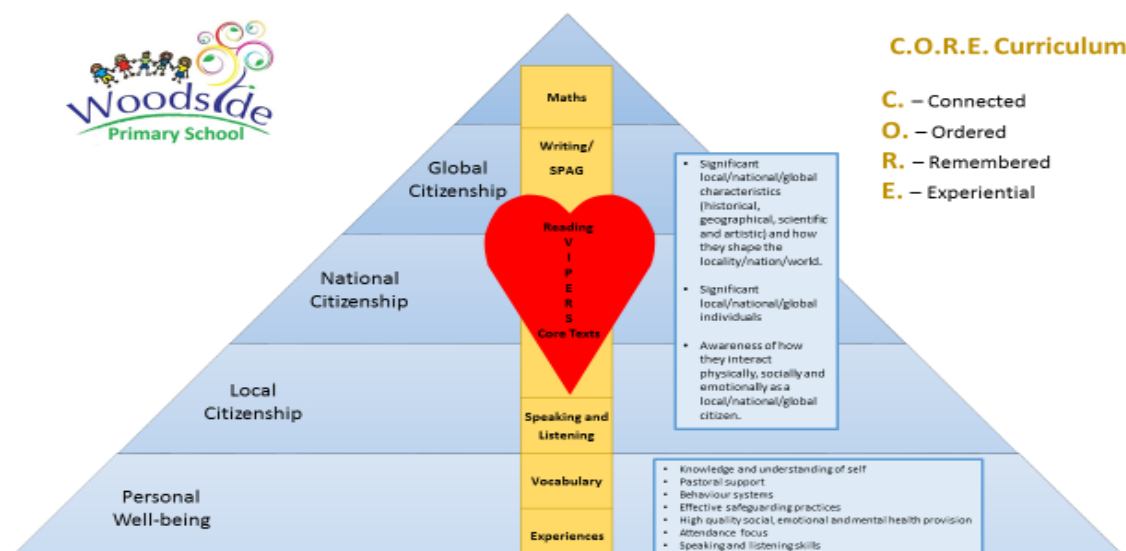 Woodside
Primary School
C.O.R.E. Curriculum
C. – Connected
O. – Ordered
R. – Remembered
E. – Experiential
Maths
Writing/
SPAG
Reading
V
I
P
E
R
S
Core Texts
Speaking and
Listening
Vocabulary
Experiences
Global
Citizenship
National
Citizenship
Local
Citizenship
Personal
Well-being
• Significant
local/national/global
characteristics
(historical,
geographical, scientific
and artistic) and how
they shape the
locality/nation/world.
• Significant
local/national/global
individuals
• Awareness of how
they interact
physically, socially and
emotionally as a
local/national/global
citizen.
• Knowledge and understanding of self
• Pastoral support
• Behaviour systems
• Effective safeguarding practices
• High quality social, emotional and mental health provision
• Attendance focus
• Speaking and listening skills